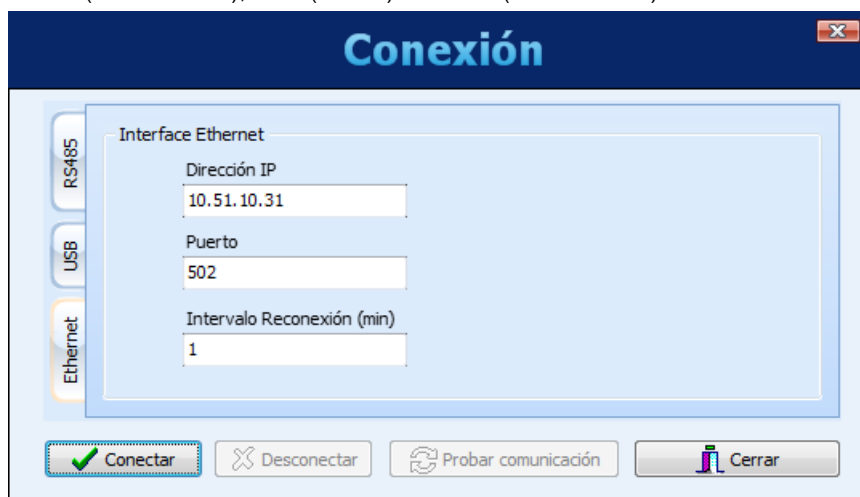 Conexión
RS485
USB
Ethernet
Interface Ethernet
Dirección IP
10.51.10.31
Puerto
502
Intervalo Reconexión (min)
1
Conectar
Desconectar
Probar comunicación
Cerrar